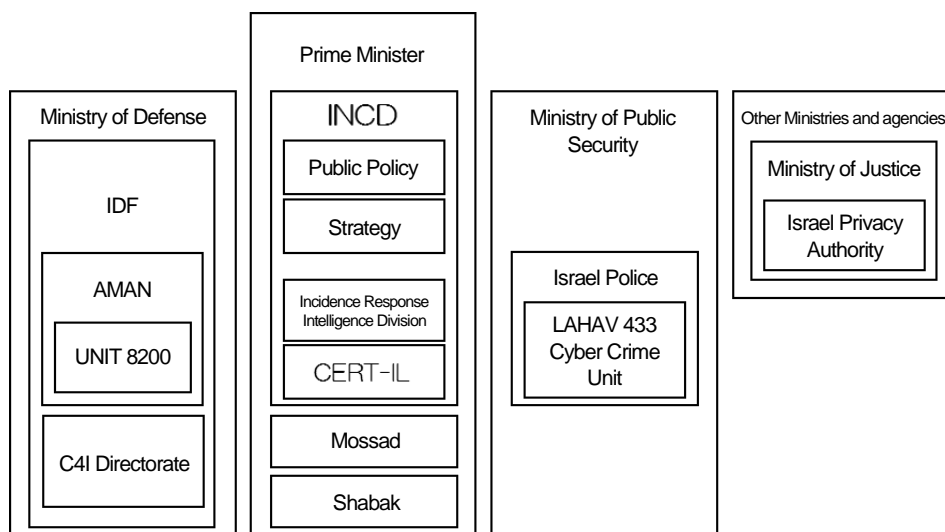 Ministry of Defense
IDF
AMAN
UNIT 8200
C4I Directorate
Prime Minister
INCD
Public Policy
Strategy
Incidence Response
Intelligence Division
CERT-IL
Mossad
Shabak
Ministry of Public
Security
Israel Police
LAHAV 433
Cyber Crime
Unit
Other Ministries and agencies
Ministry of Justice
Israel Privacy
Authority